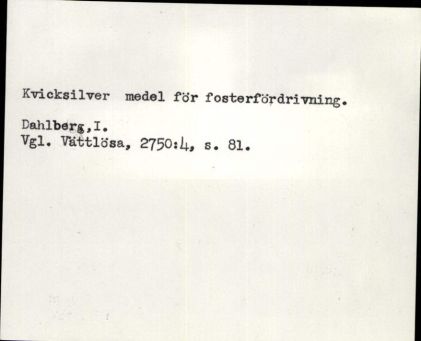 Kvicksilver medel för fosterfördrivning.
Dahlberg,I.
Vgl. Vättlösa, 2750:4, s. 81.